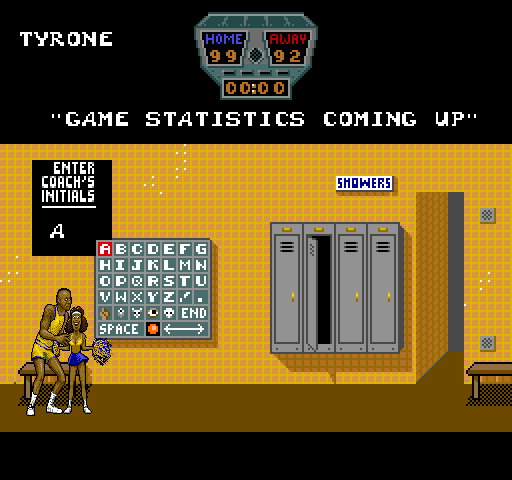 TYRONE
HOME AWAY
99 92
00:00
"GAME STATISTICS COMING UP"
ENTER
COACH'S
INITIALS
A
SHOWERS
A B C D E F G
H I J K L M N
O P Q R S T U
V W X Y Z , .
END
SPACE